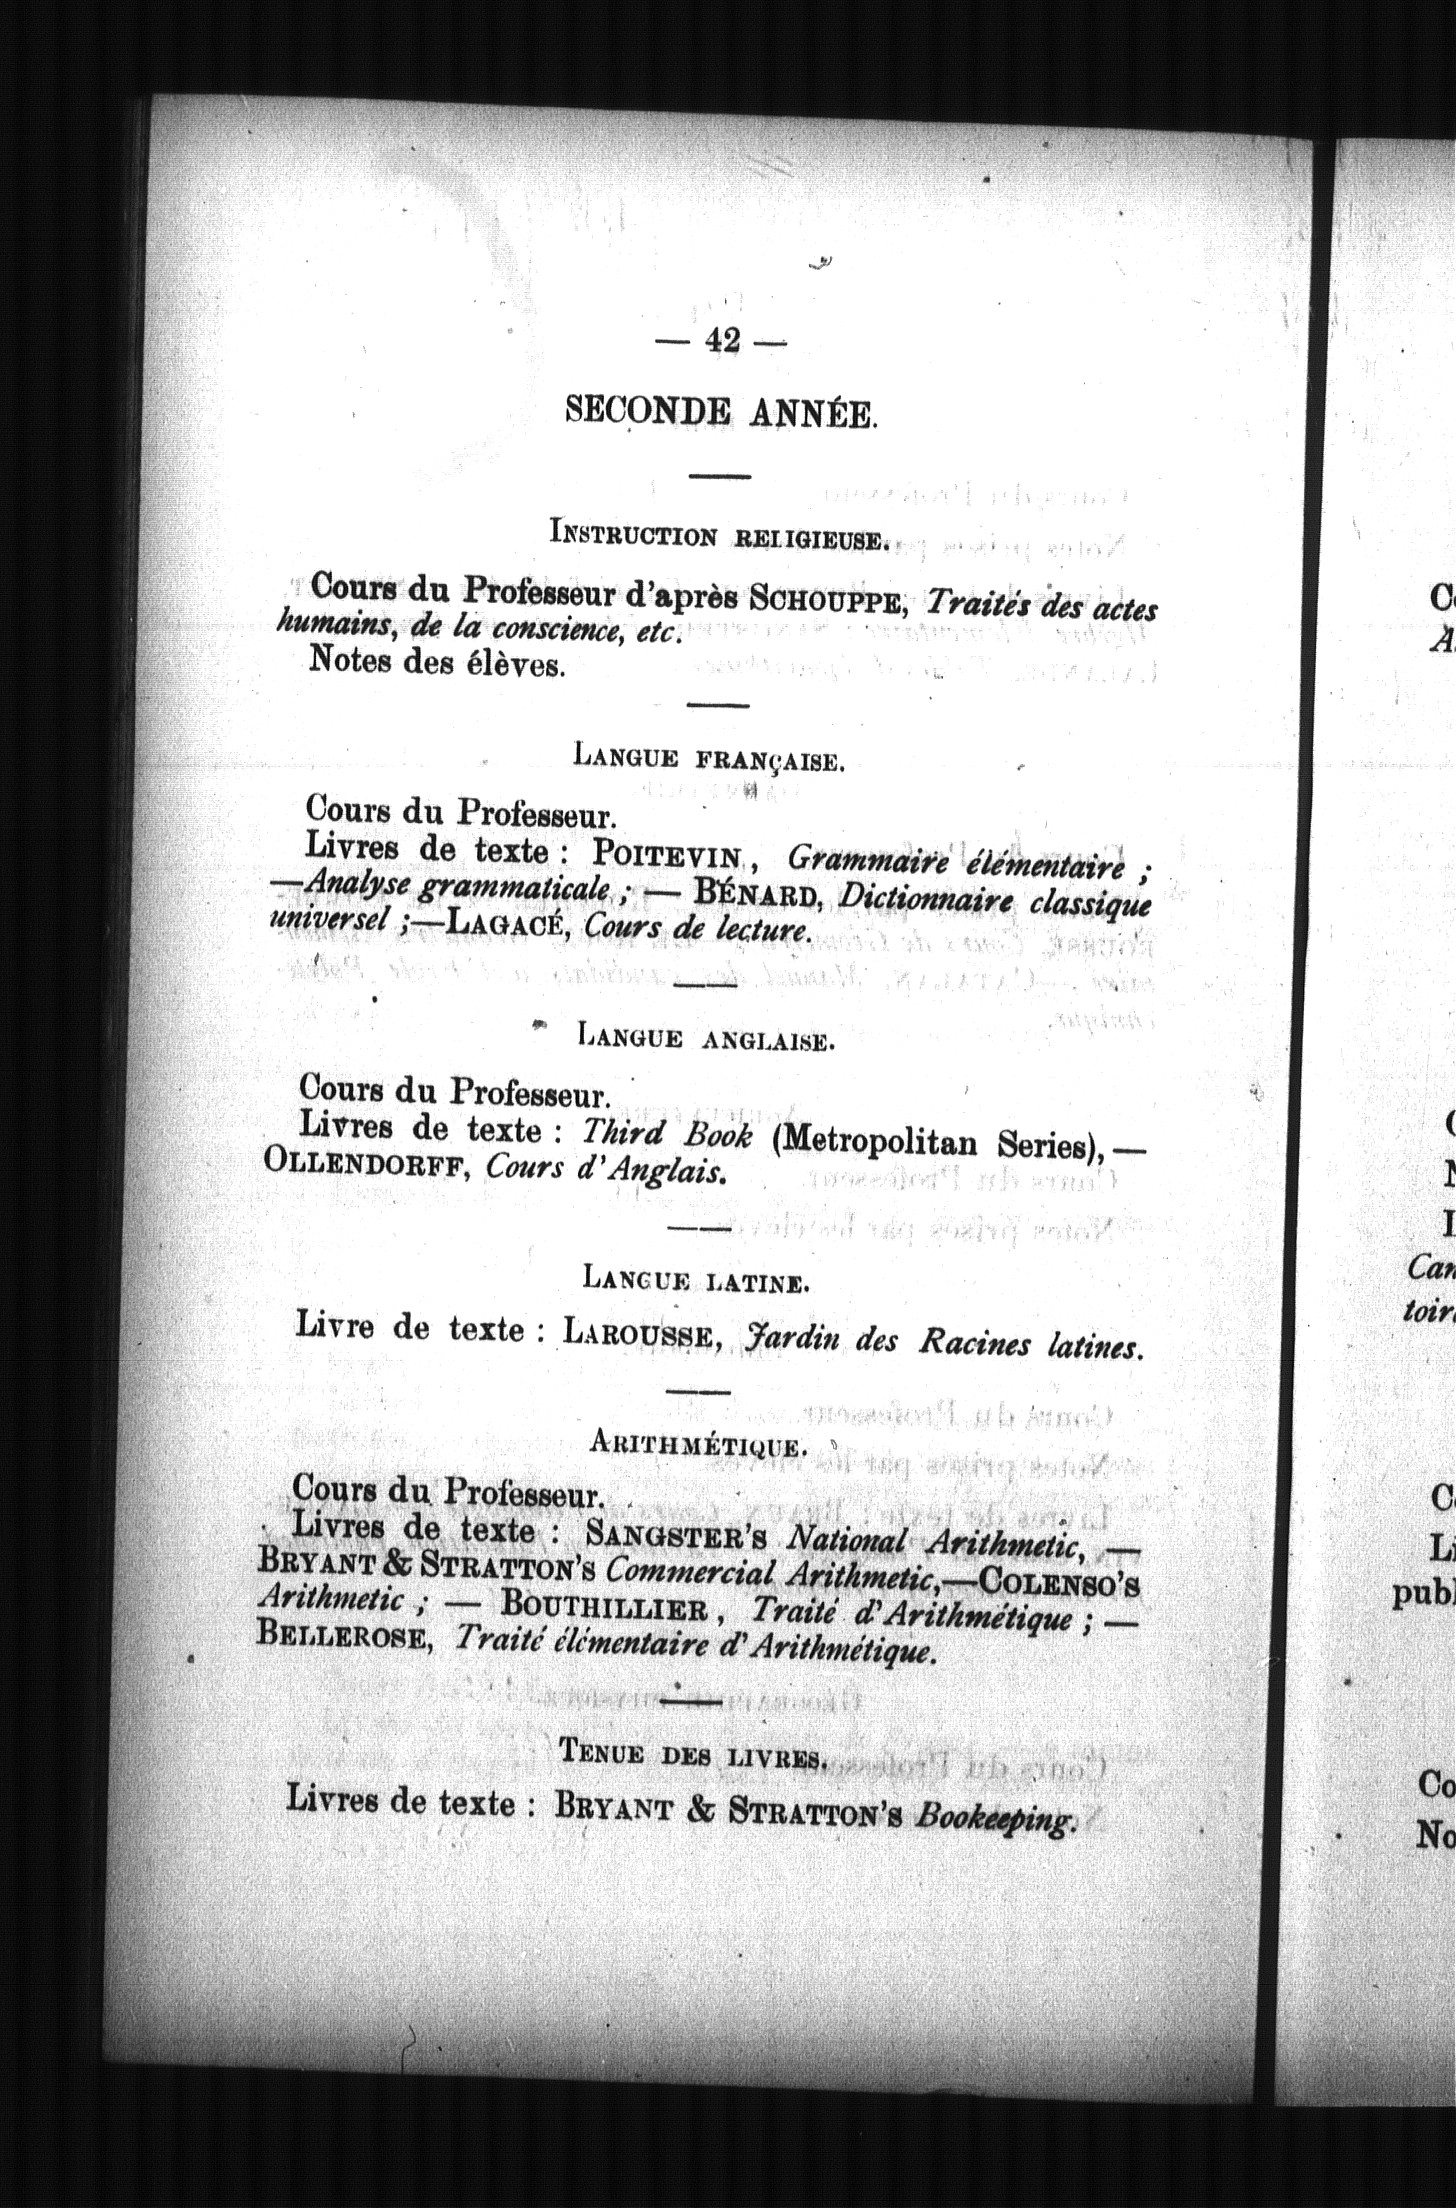 — 42 —
SECONDE ANNÉE.
INSTRUCTION RELIGIEUSE.
Cours du Professeur d'après SCHOUPPE, Traités des actes
humains, de la conscience, etc.
Notes des élèves.
LANGUE FRANÇAISE.
Cours du Professeur.
Livres de texte : POITEVIN, Grammaire élémentaire ;
—Analyse grammaticale ; — BÉNARD, Dictionnaire classique
universel ;—LAGACÉ, Cours de lecture.
LANGUE ANGLAISE.
Cours du Professeur.
Livres de texte : Third Book (Metropolitan Series), —
OLLENDORFF, Cours d'Anglais.
LANGUE LATINE.
Livre de texte : LAROUSSE, Jardin des Racines latines.
ARITHMÉTIQUE.
Cours du Professeur.
Livres de texte : SANGSTER'S National Arithmetic, —
BRYANT & STRATTON'S Commercial Arithmetic,—COLENSO'S
Arithmetic ; — BOUTHILLIER, Traité d'Arithmétique ; —
BELLEROSE, Traité élémentaire d'Arithmétique.
TENUE DES LIVRES.
Livres de texte : BRYANT & STRATTON'S Bookeeping.